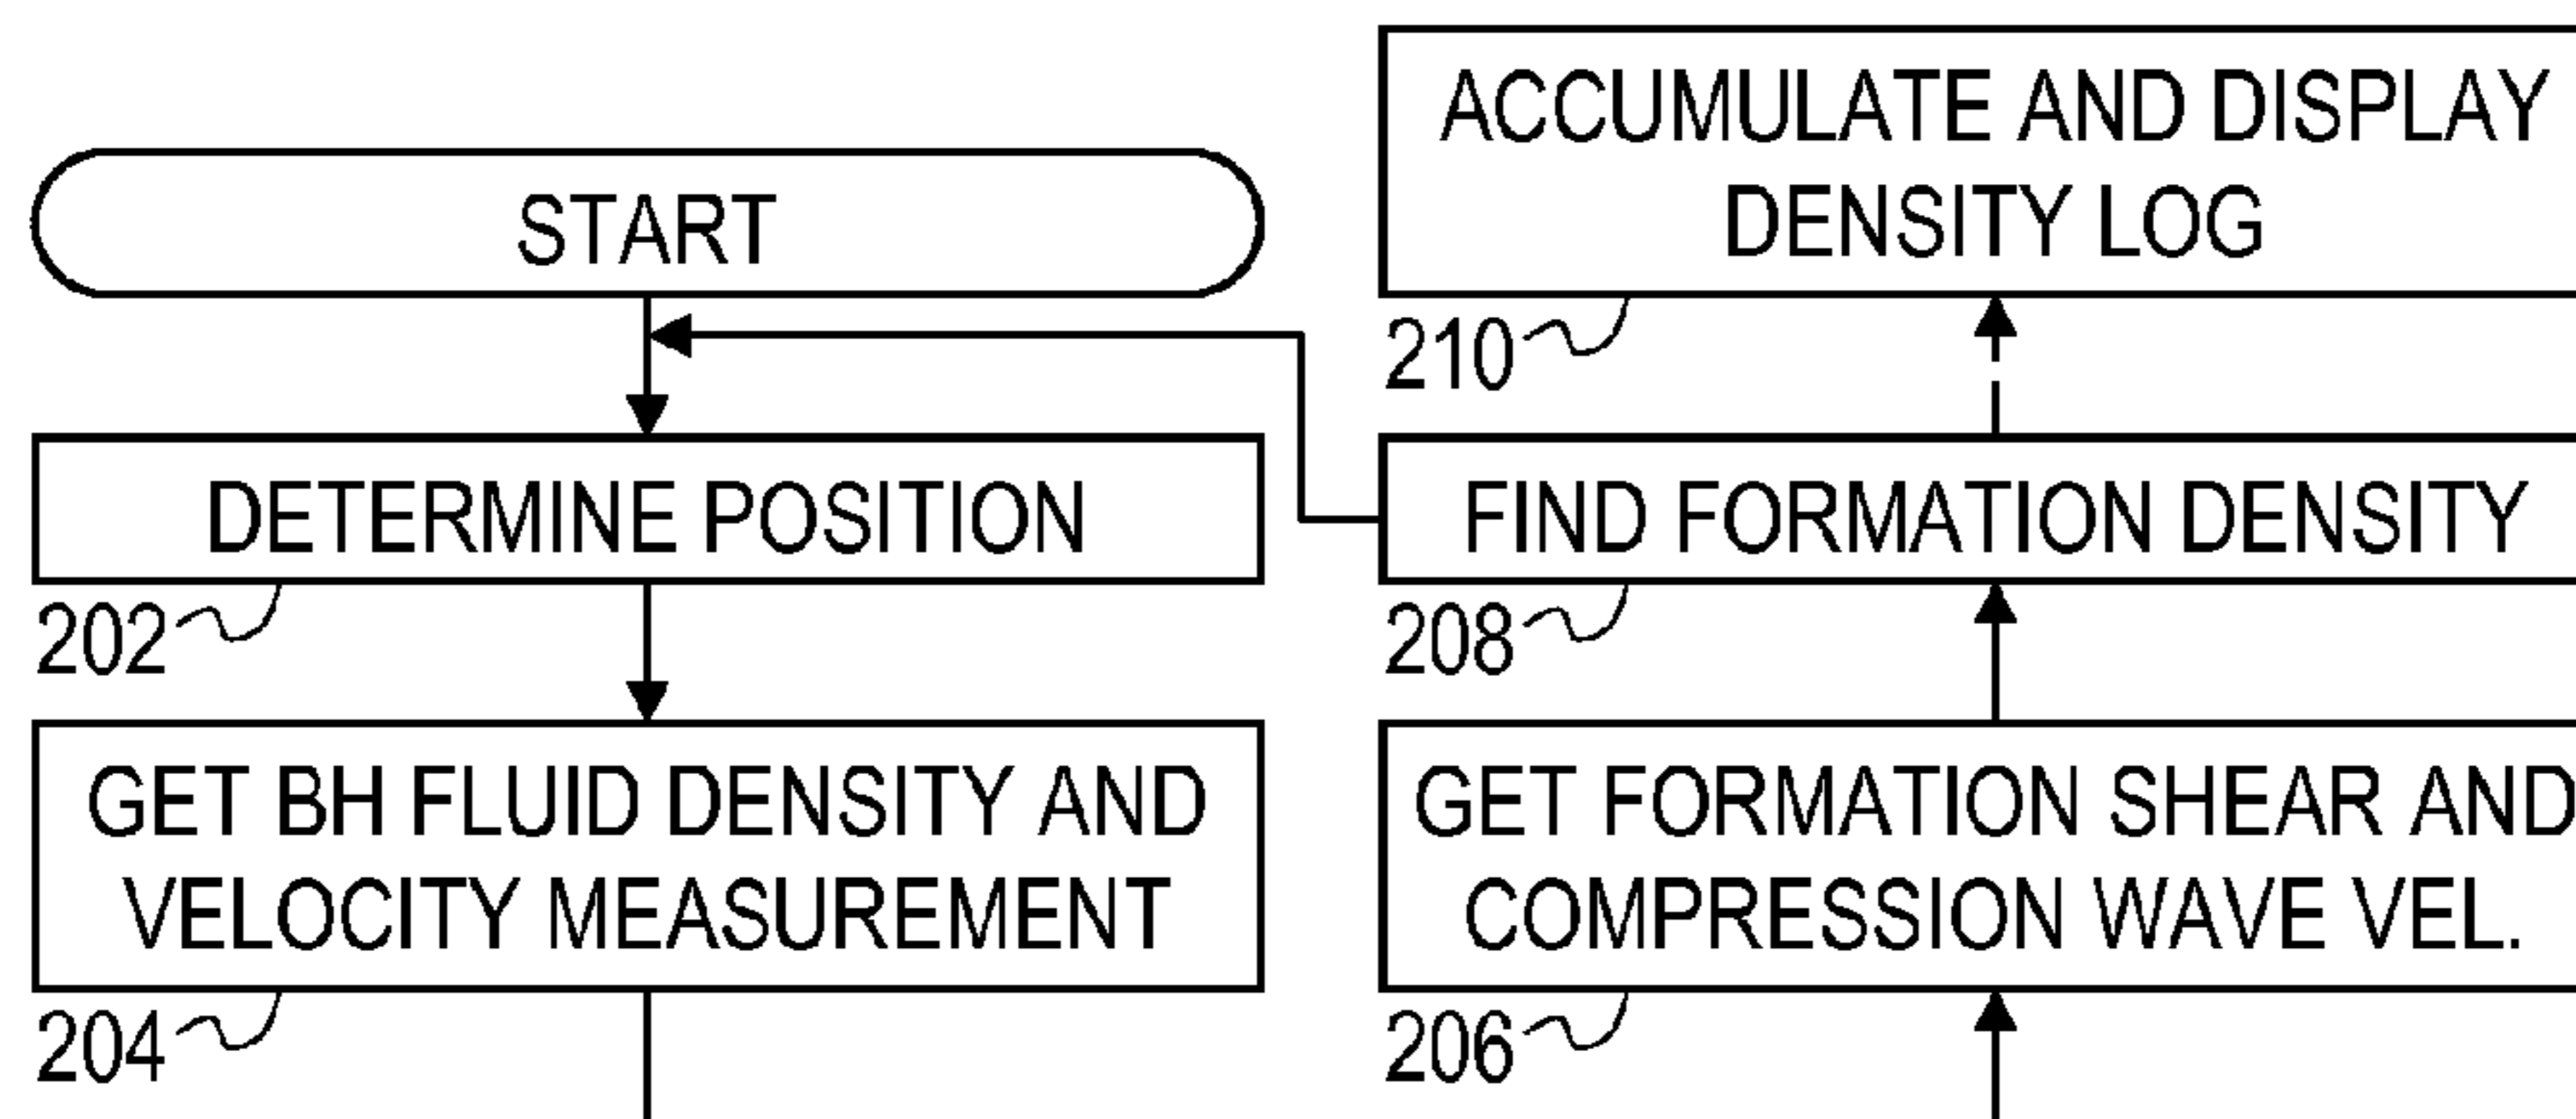 START
DETERMINE POSITION
202
GET BH FLUID DENSITY AND
VELOCITY MEASUREMENT
204
ACCUMULATE AND DISPLAY
DENSITY LOG
210
FIND FORMATION DENSITY
208
GET FORMATION SHEAR AND
COMPRESSION WAVE VEL.
206